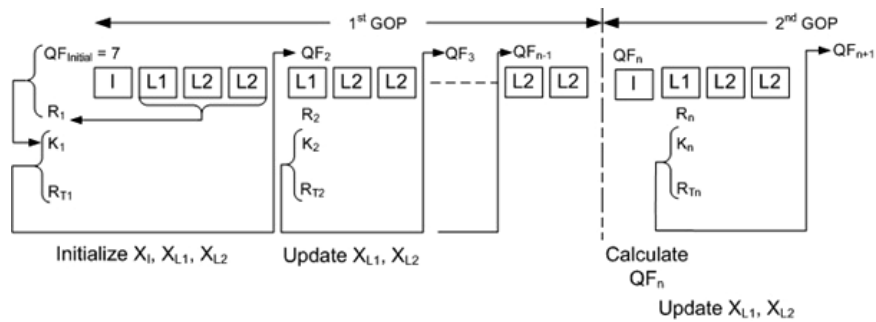 1st GOP 2nd GOP
QFInitial = 7 QF2 QF3 QFn-1 QFn QFn+1
I L1 L2 L2 L1 L2 L2 L2 L2 I L1 L2 L2
R1 R2 Rn
K1 K2 Kn
RT1 RT2 RTn
Initialize XI, XL1, XL2 Update XL1, XL2 Calculate
QFn
Update XL1, XL2